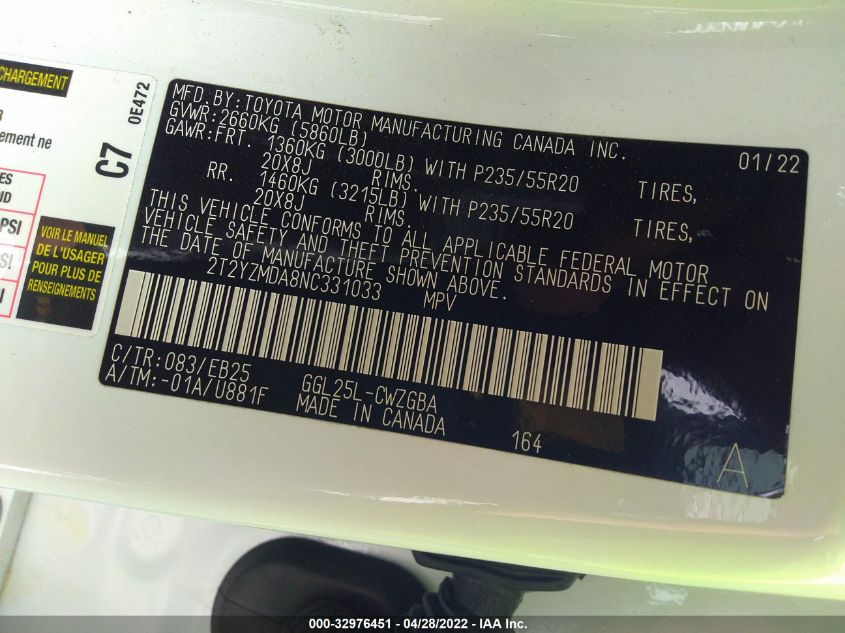 CHARGEMENT
ement ne
C7
0E472
PSI
VOIR LE MANUEL
DE L'USAGER
POUR PLUS DE
RENSEIGNEMENTS
MFD.BY:TOYOTA MOTOR MANUFACTURING CANADA INC. 01/22
GVWR:2660KG (5860LB)
GAWR:FRT. 1360KG (3000LB) WITH P235/55R20 TIRES,
20X8J RIMS.
RR. 1460KG (3215LB) WITH P235/55R20 TIRES,
20X8J RIMS.
THIS VEHICLE CONFORMS TO ALL APPLICABLE FEDERAL MOTOR
VEHICLE SAFETY AND THEFT PREVENTION STANDARDS IN EFFECT ON
THE DATE OF MANUFACTURE SHOWN ABOVE.
2T2YZMDA8NC331033 MPV
C/TR:083/EB25 GGL25L-CWZGBA
A/TM:-01A/U881F MADE IN CANADA 164
A
000-32976451 | 04/28/2022 - IAA Inc.